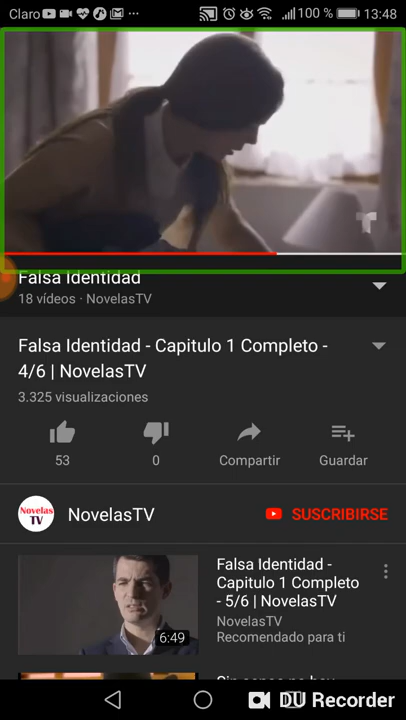 Claro
100 %
13:48
Falsa Identidad
18 vídeos · NovelasTV
Falsa Identidad - Capitulo 1 Completo -
4/6 | NovelasTV
3.325 visualizaciones
53
0
Compartir
Guardar
Novelas
TV
NovelasTV
SUSCRIBIRSE
6:49
Falsa Identidad -
Capitulo 1 Completo
- 5/6 | NovelasTV
NovelasTV
Recomendado para ti
DU Recorder